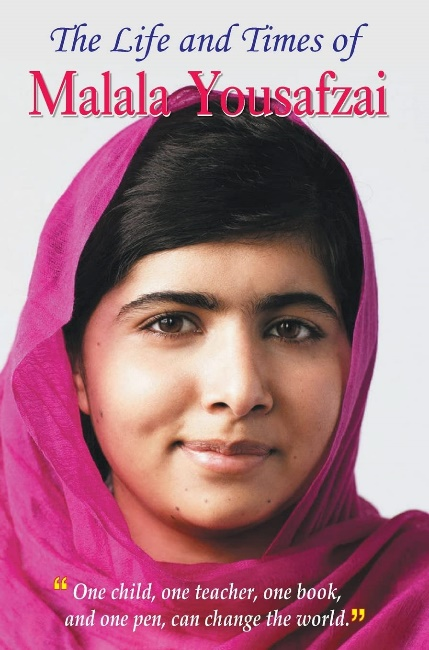 The Life and Times of
Malala Yousafzai
“ One child, one teacher, one book,
and one pen, can change the world.”